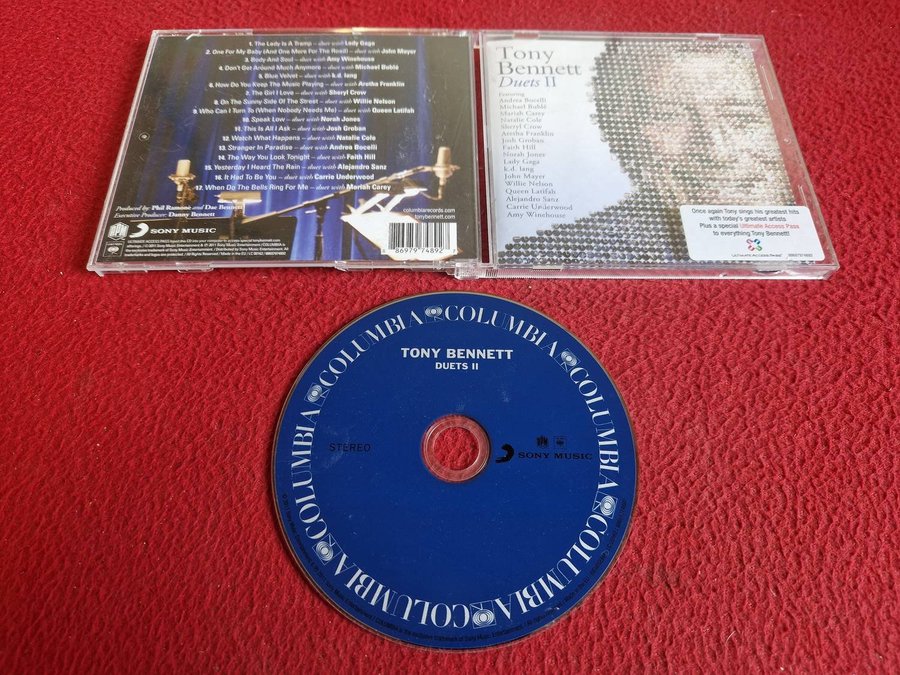 1. The Lady Is A Tramp – duet with Lady Gaga
2. One For My Baby (And One More For The Road) – duet with John Mayer
3. Body And Soul – duet with Amy Winehouse
4. Don't Get Around Much Anymore – duet with Michael Bublé
5. Blue Velvet – duet with k.d. lang
6. How Do You Keep The Music Playing – duet with Aretha Franklin
7. The Girl I Love – duet with Sheryl Crow
8. On The Sunny Side Of The Street – duet with Willie Nelson
9. Who Can I Turn To (When Nobody Needs Me) – duet with Queen Latifah
10. Speak Low – duet with Norah Jones
11. This Is All I Ask – duet with Josh Groban
12. Watch What Happens – duet with Natalie Cole
13. Stranger In Paradise – duet with Andrea Bocelli
14. The Way You Look Tonight – duet with Faith Hill
15. Yesterday I Heard The Rain – duet with Alejandro Sanz
16. It Had To Be You – duet with Carrie Underwood
17. When Do The Bells Ring For Me – duet with Mariah Carey
Produced by Phil Ramone and Dae Bennett
Executive Producer: Danny Bennett
SONY MUSIC
columbiarecords.com
tonybennett.com
86979 74892
Tony
Bennett
Duets II
Featuring
Andrea Bocelli
Michael Bublé
Mariah Carey
Natalie Cole
Sheryl Crow
Aretha Franklin
Josh Groban
Faith Hill
Norah Jones
Lady Gaga
k.d. lang
John Mayer
Willie Nelson
Queen Latifah
Alejandro Sanz
Carrie Underwood
Amy Winehouse
Once again Tony sings his greatest hits
with today's greatest artists
Plus a special Ultimate Access Pass
to everything Tony Bennett!
COLUMBIA COLUMBIA COLUMBIA COLUMBIA COLUMBIA COLUMBIA COLUMBIA
TONY BENNETT
DUETS II
STEREO
SONY MUSIC